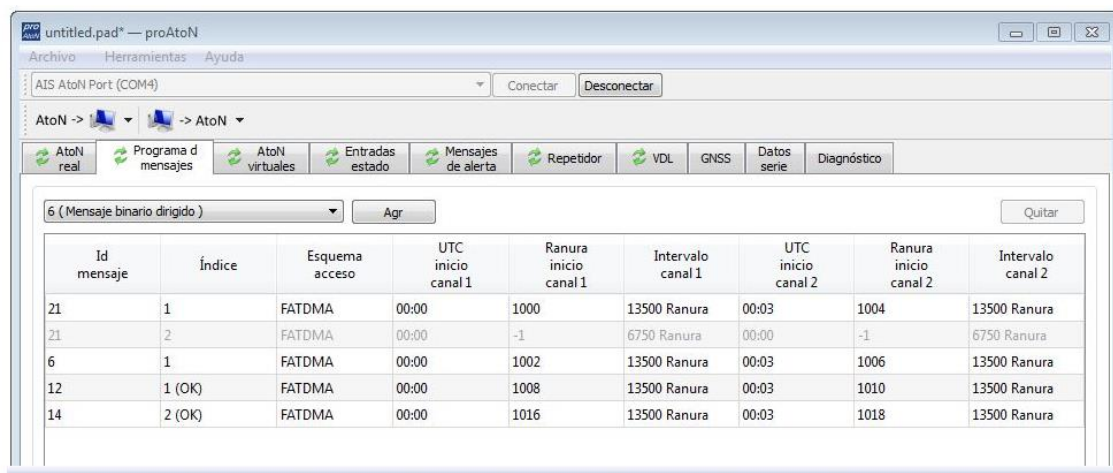 pro
AtoN
untitled.pad* — proAtoN
Archivo Herramientas Ayuda
AIS AtoN Port (COM4) Conectar Desconectar
AtoN -> -> AtoN
AtoN real Programa d mensajes AtoN virtuales Entradas estado Mensajes de alerta Repetidor VDL GNSS Datos serie Diagnóstico
6 ( Mensaje binario dirigido ) Agr Quitar
Id mensaje Índice Esquema acceso UTC inicio canal 1 Ranura inicio canal 1 Intervalo canal 1 UTC inicio canal 2 Ranura inicio canal 2 Intervalo canal 2
21 1 FATDMA 00:00 1000 13500 Ranura 00:03 1004 13500 Ranura
21 2 FATDMA 00:00 -1 6750 Ranura 00:00 -1 6750 Ranura
6 1 FATDMA 00:00 1002 13500 Ranura 00:03 1006 13500 Ranura
12 1 (OK) FATDMA 00:00 1008 13500 Ranura 00:03 1010 13500 Ranura
14 2 (OK) FATDMA 00:00 1016 13500 Ranura 00:03 1018 13500 Ranura